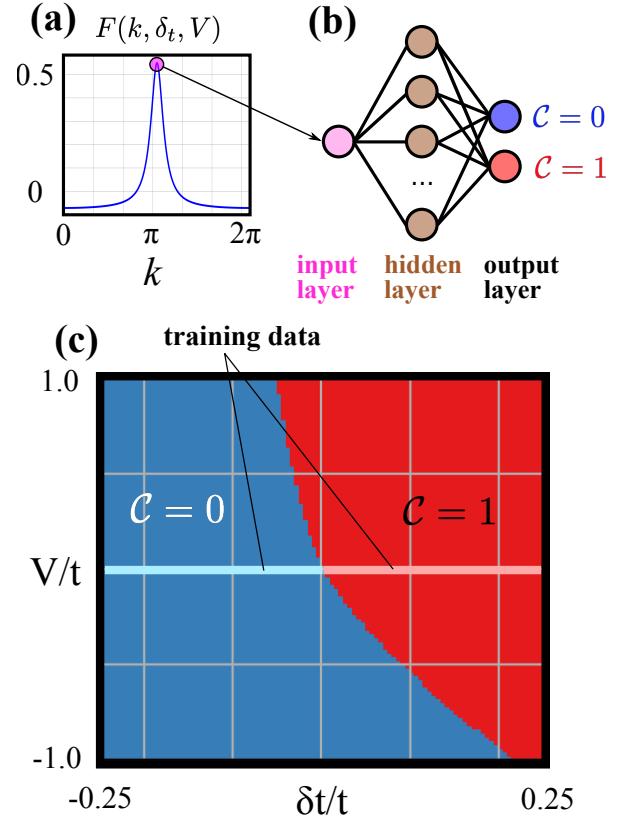 (a) F(k, δₜ, V)
0.5
0
0 π 2π
k
(b)
𝒞 = 0
𝒞 = 1
...
input layer
hidden layer
output layer
(c) training data
1.0
𝒞 = 0
𝒞 = 1
V/t
-1.0
-0.25 δt/t 0.25